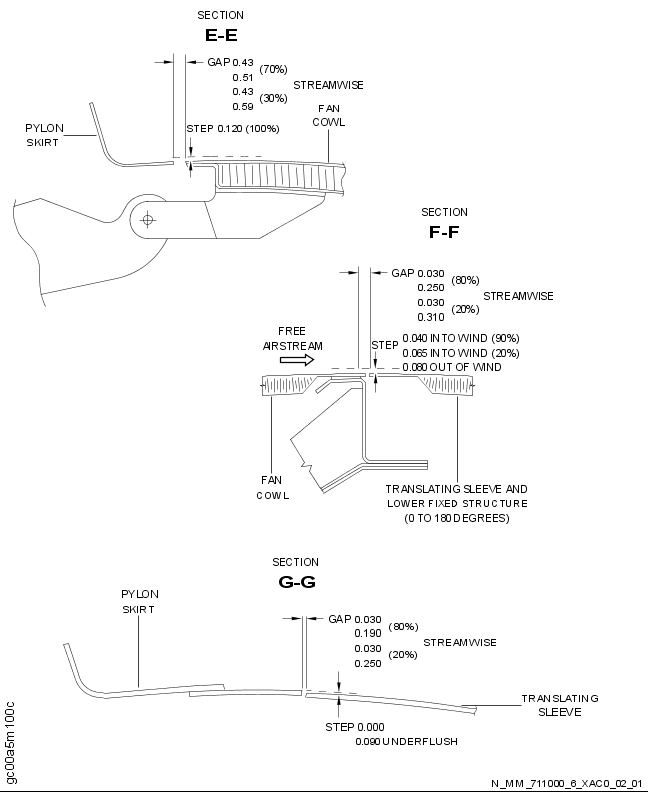 SECTION
E-E
GAP 0.43
0.51
(70%)
0.43
0.59
(30%)
STREAMWISE
FAN
COWL
PYLON
SKIRT
STEP 0.120 (100%)
SECTION
F-F
GAP 0.030
0.250
(80%)
0.030
0.310
(20%)
STREAMWISE
FREE
AIRSTREAM
STEP
0.040 INTO WIND (90%)
0.065 INTO WIND (20%)
0.080 OUT OF WIND
FAN
COWL
TRANSLATING SLEEVE AND
LOWER FIXED STRUCTURE
(0 TO 180 DEGREES)
SECTION
G-G
PYLON
SKIRT
GAP 0.030
0.190
(80%)
0.030
0.250
(20%)
STREAMWISE
TRANSLATING
SLEEVE
STEP 0.000
0.090 UNDERFLUSH
gc00a5m100c
N_MM_711000_6_XAC0_02_01